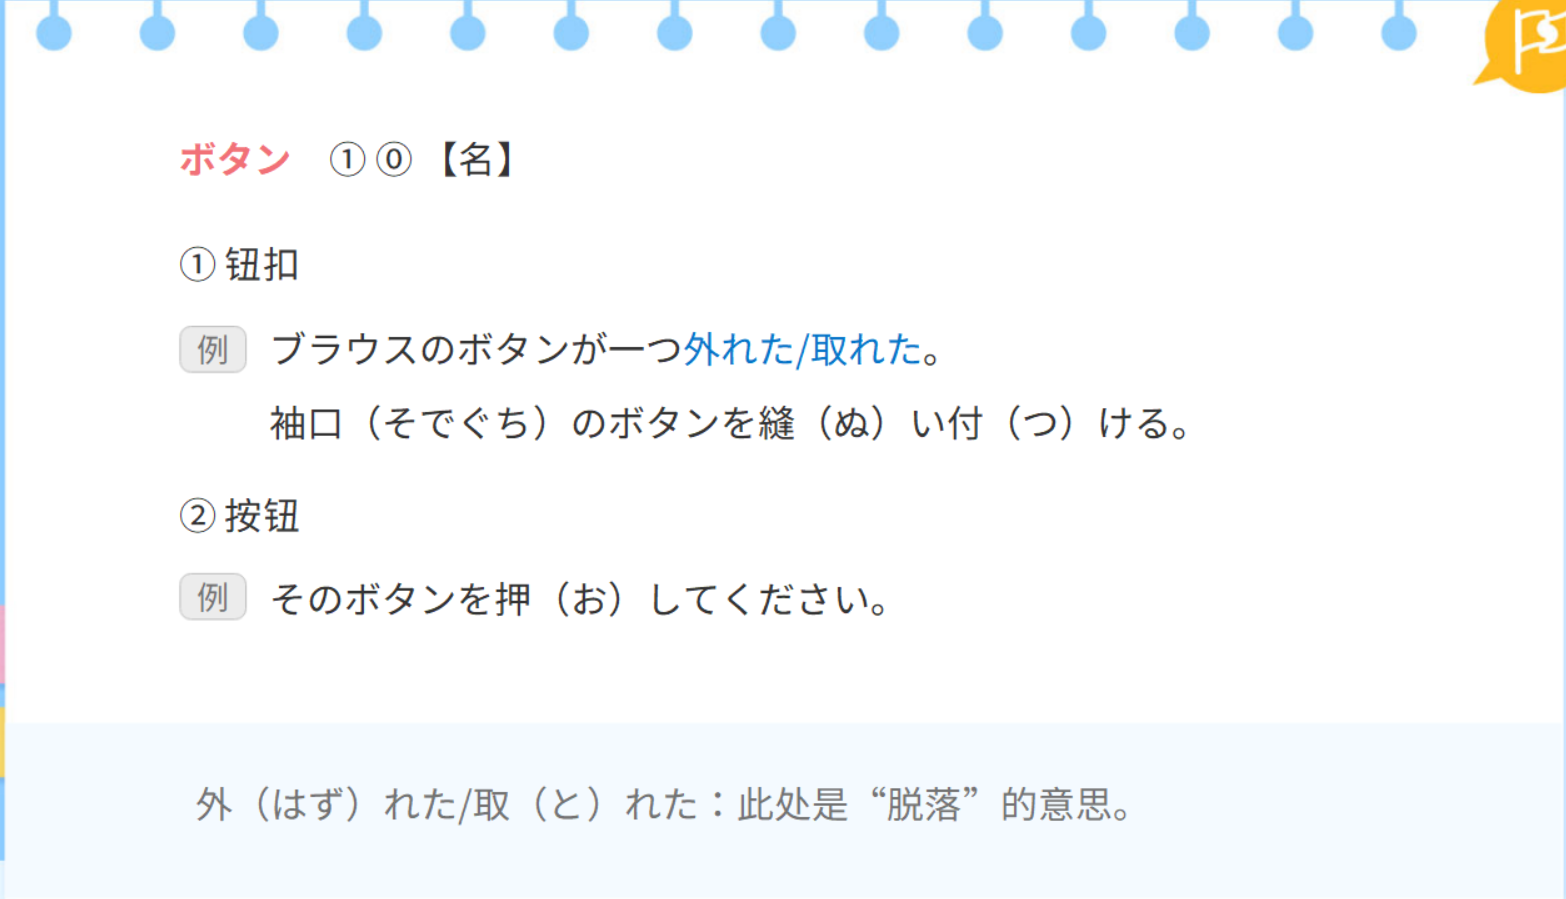 ボタン ① ⓪ 【名】
① 钮扣
例 ブラウスのボタンが一つ外れた/取れた。
袖口（そでぐち）のボタンを縫（ぬ）い付（つ）ける。
② 按钮
例 そのボタンを押（お）してください。
外（はず）れた/取（と）れた：此处是“脱落”的意思。